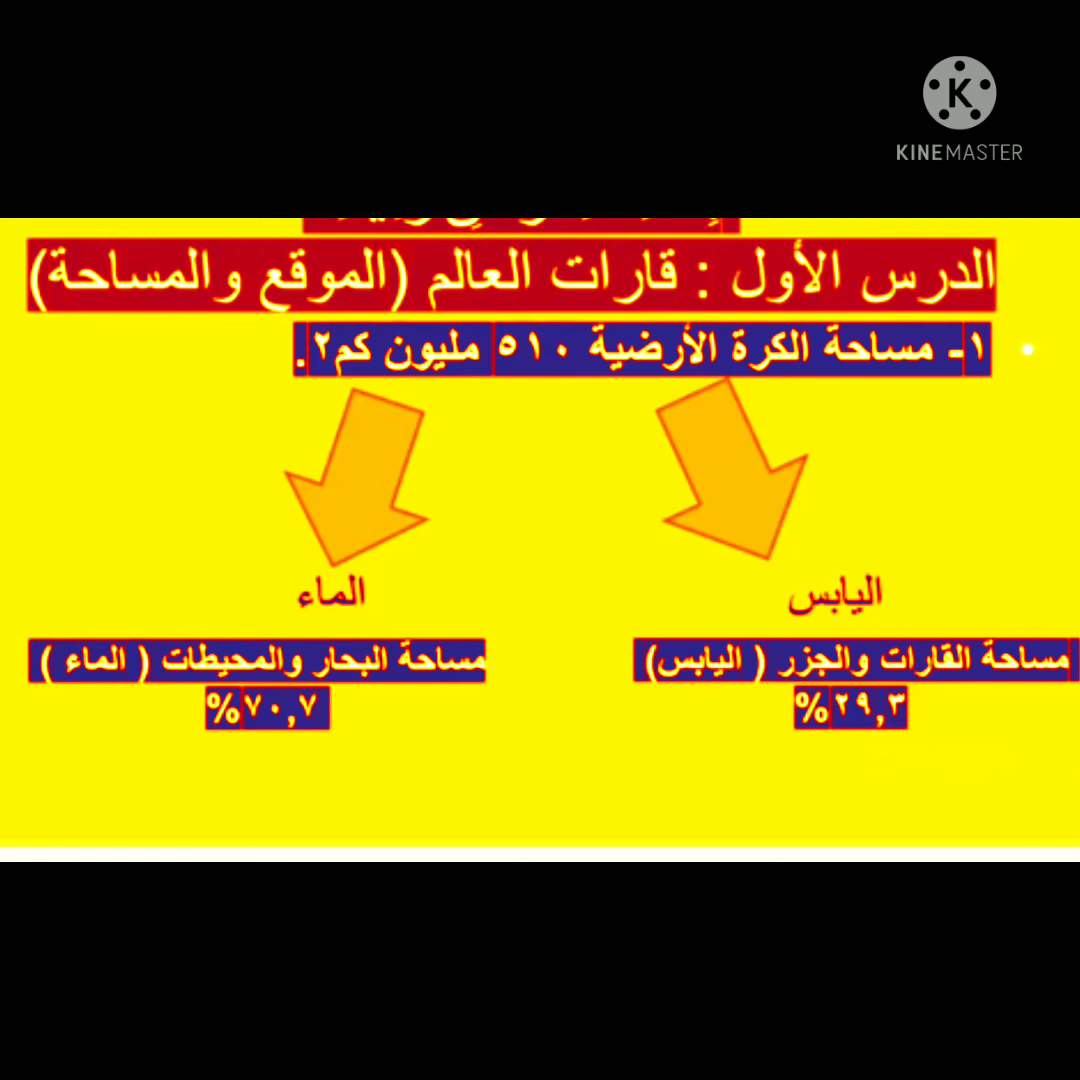 KINEMASTER
الدرس الأول : قارات العالم (الموقع والمساحة)
١- مساحة الكرة الأرضية ٥١٠ مليون كم٢.
اليابس
الماء
مساحة القارات والجزر ( اليابس)
٢٩,٣%
مساحة البحار والمحيطات ( الماء )
٧٠,٧%